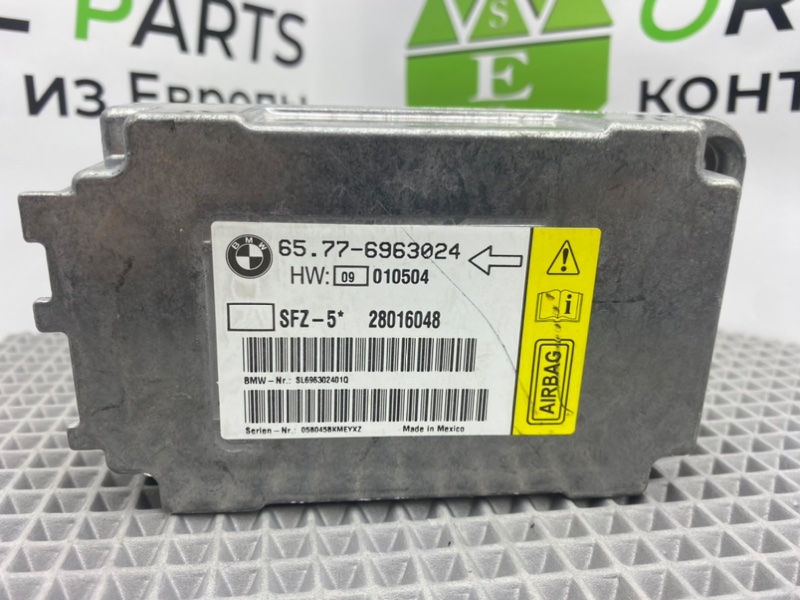 L PARTS
из Европы
S
E
OR
конт
BMW
65.77-6963024
HW: 09 010504
SFZ-5* 28016048
BMW-Nr.: SL696302401Q
Serien-Nr.: 0580458XMEYXZ Made in Mexico
i
AIRBAG